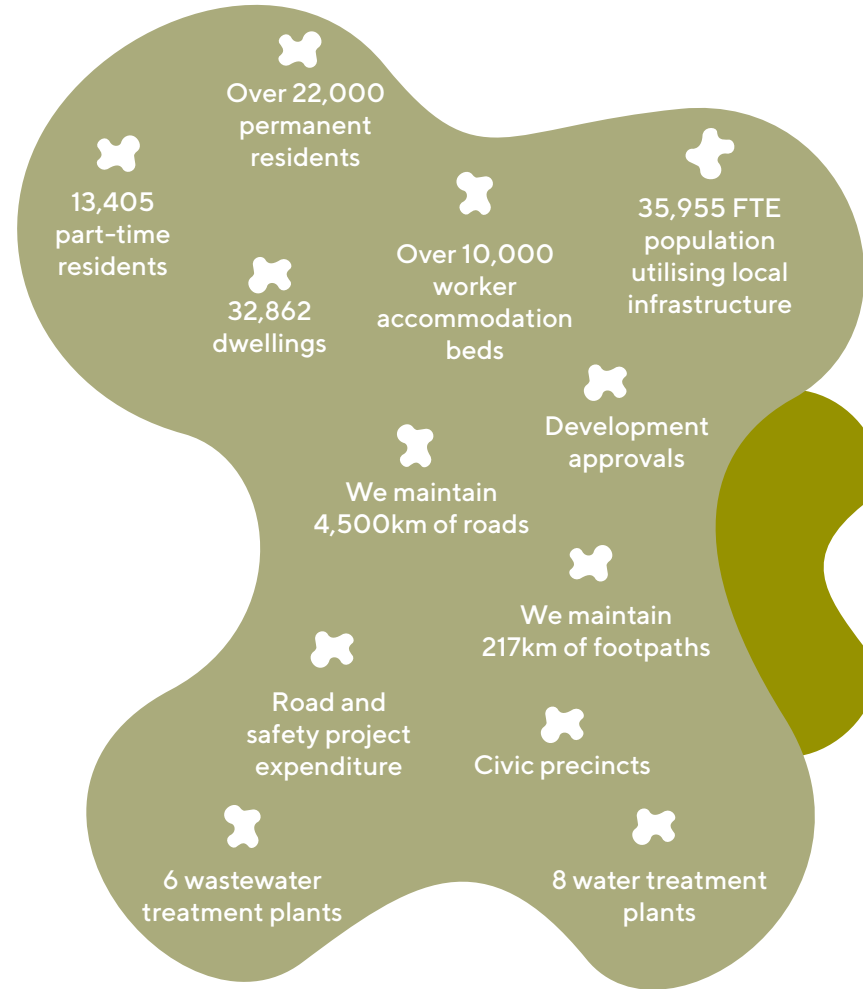 Over 22,000
permanent
residents
13,405
part-time
residents
Over 10,000
worker
accommodation
beds
35,955 FTE
population
utilising local
infrastructure
32,862
dwellings
Development
approvals
We maintain
4,500km of roads
We maintain
217km of footpaths
Road and
safety project
expenditure
Civic precincts
6 wastewater
treatment plants
8 water treatment
plants